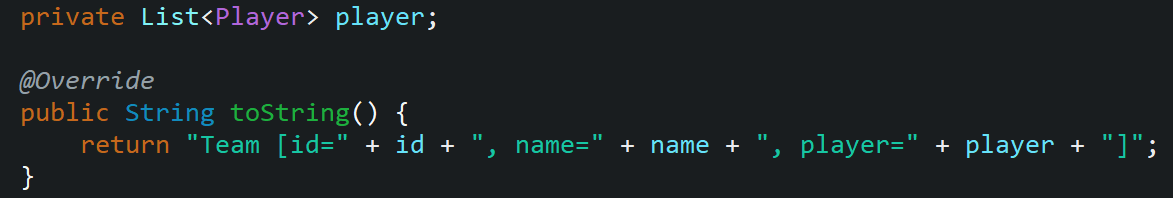 private List<Player> player;
@Override
public String toString() {
return "Team [id=" + id + ", name=" + name + ", player=" + player + "]";
}